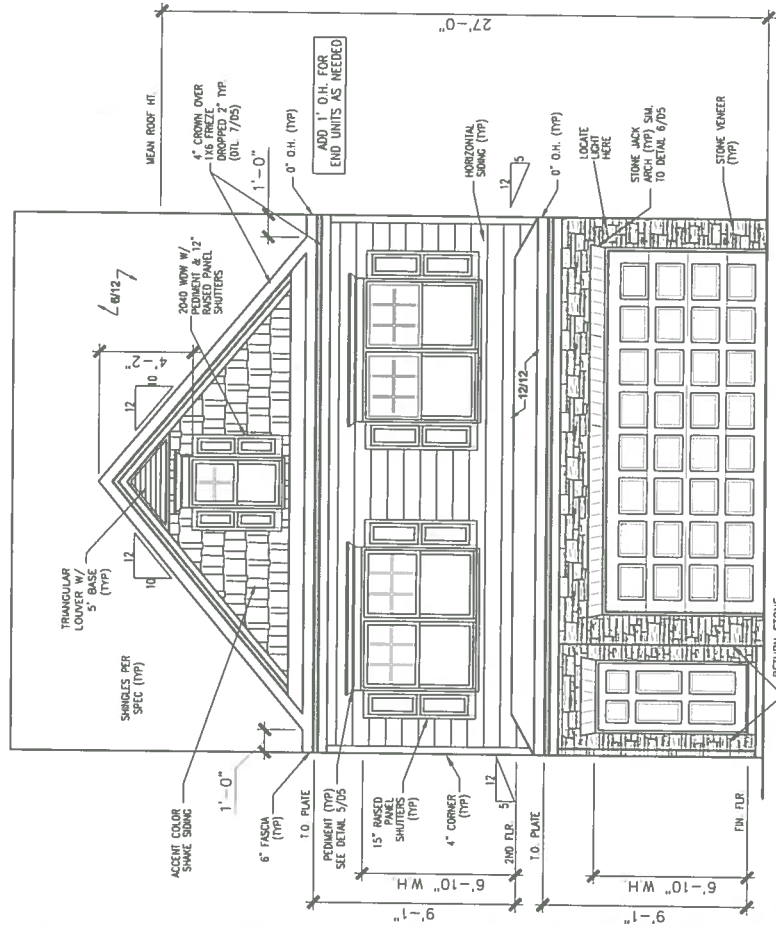 MEAN ROOF HT.
27'-0"
4" CROWN OVER
1X6 FRIEZE
DROPPED 2" TYP.
(DTL 7/D5)
1'-0"
0" O.H. (TYP)
ADD 1' O.H. FOR
END UNITS AS NEEDED
8/12
2040 WDW W/
PEDIMENT & 12"
RAISED PANEL
SHUTTERS
4'-2"
12
10
TRIANGULAR
LOUVER W/
5' BASE
(TYP)
12
10
SHINGLES PER
SPEC (TYP)
ACCENT COLOR
SHAKE SIDING
1'-0"
6" FASCIA
(TYP)
T.O. PLATE
HORIZONTAL
SIDING (TYP)
12
5
0" O.H. (TYP)
12/12
PEDIMENT (TYP)
SEE DETAIL 5/D5
15" RAISED
PANEL
SHUTTERS
(TYP)
4" CORNER
(TYP)
12
5
2ND FLR.
T.O. PLATE
6'-10" W.H.
9'-1"
LOCATE
LIGHT
HERE
STONE JACK
ARCH (TYP) SIM.
TO DETAIL 6/D5
STONE VENEER
(TYP)
FIN. FLR
6'-10" W.H.
9'-1"
RETURN STONE